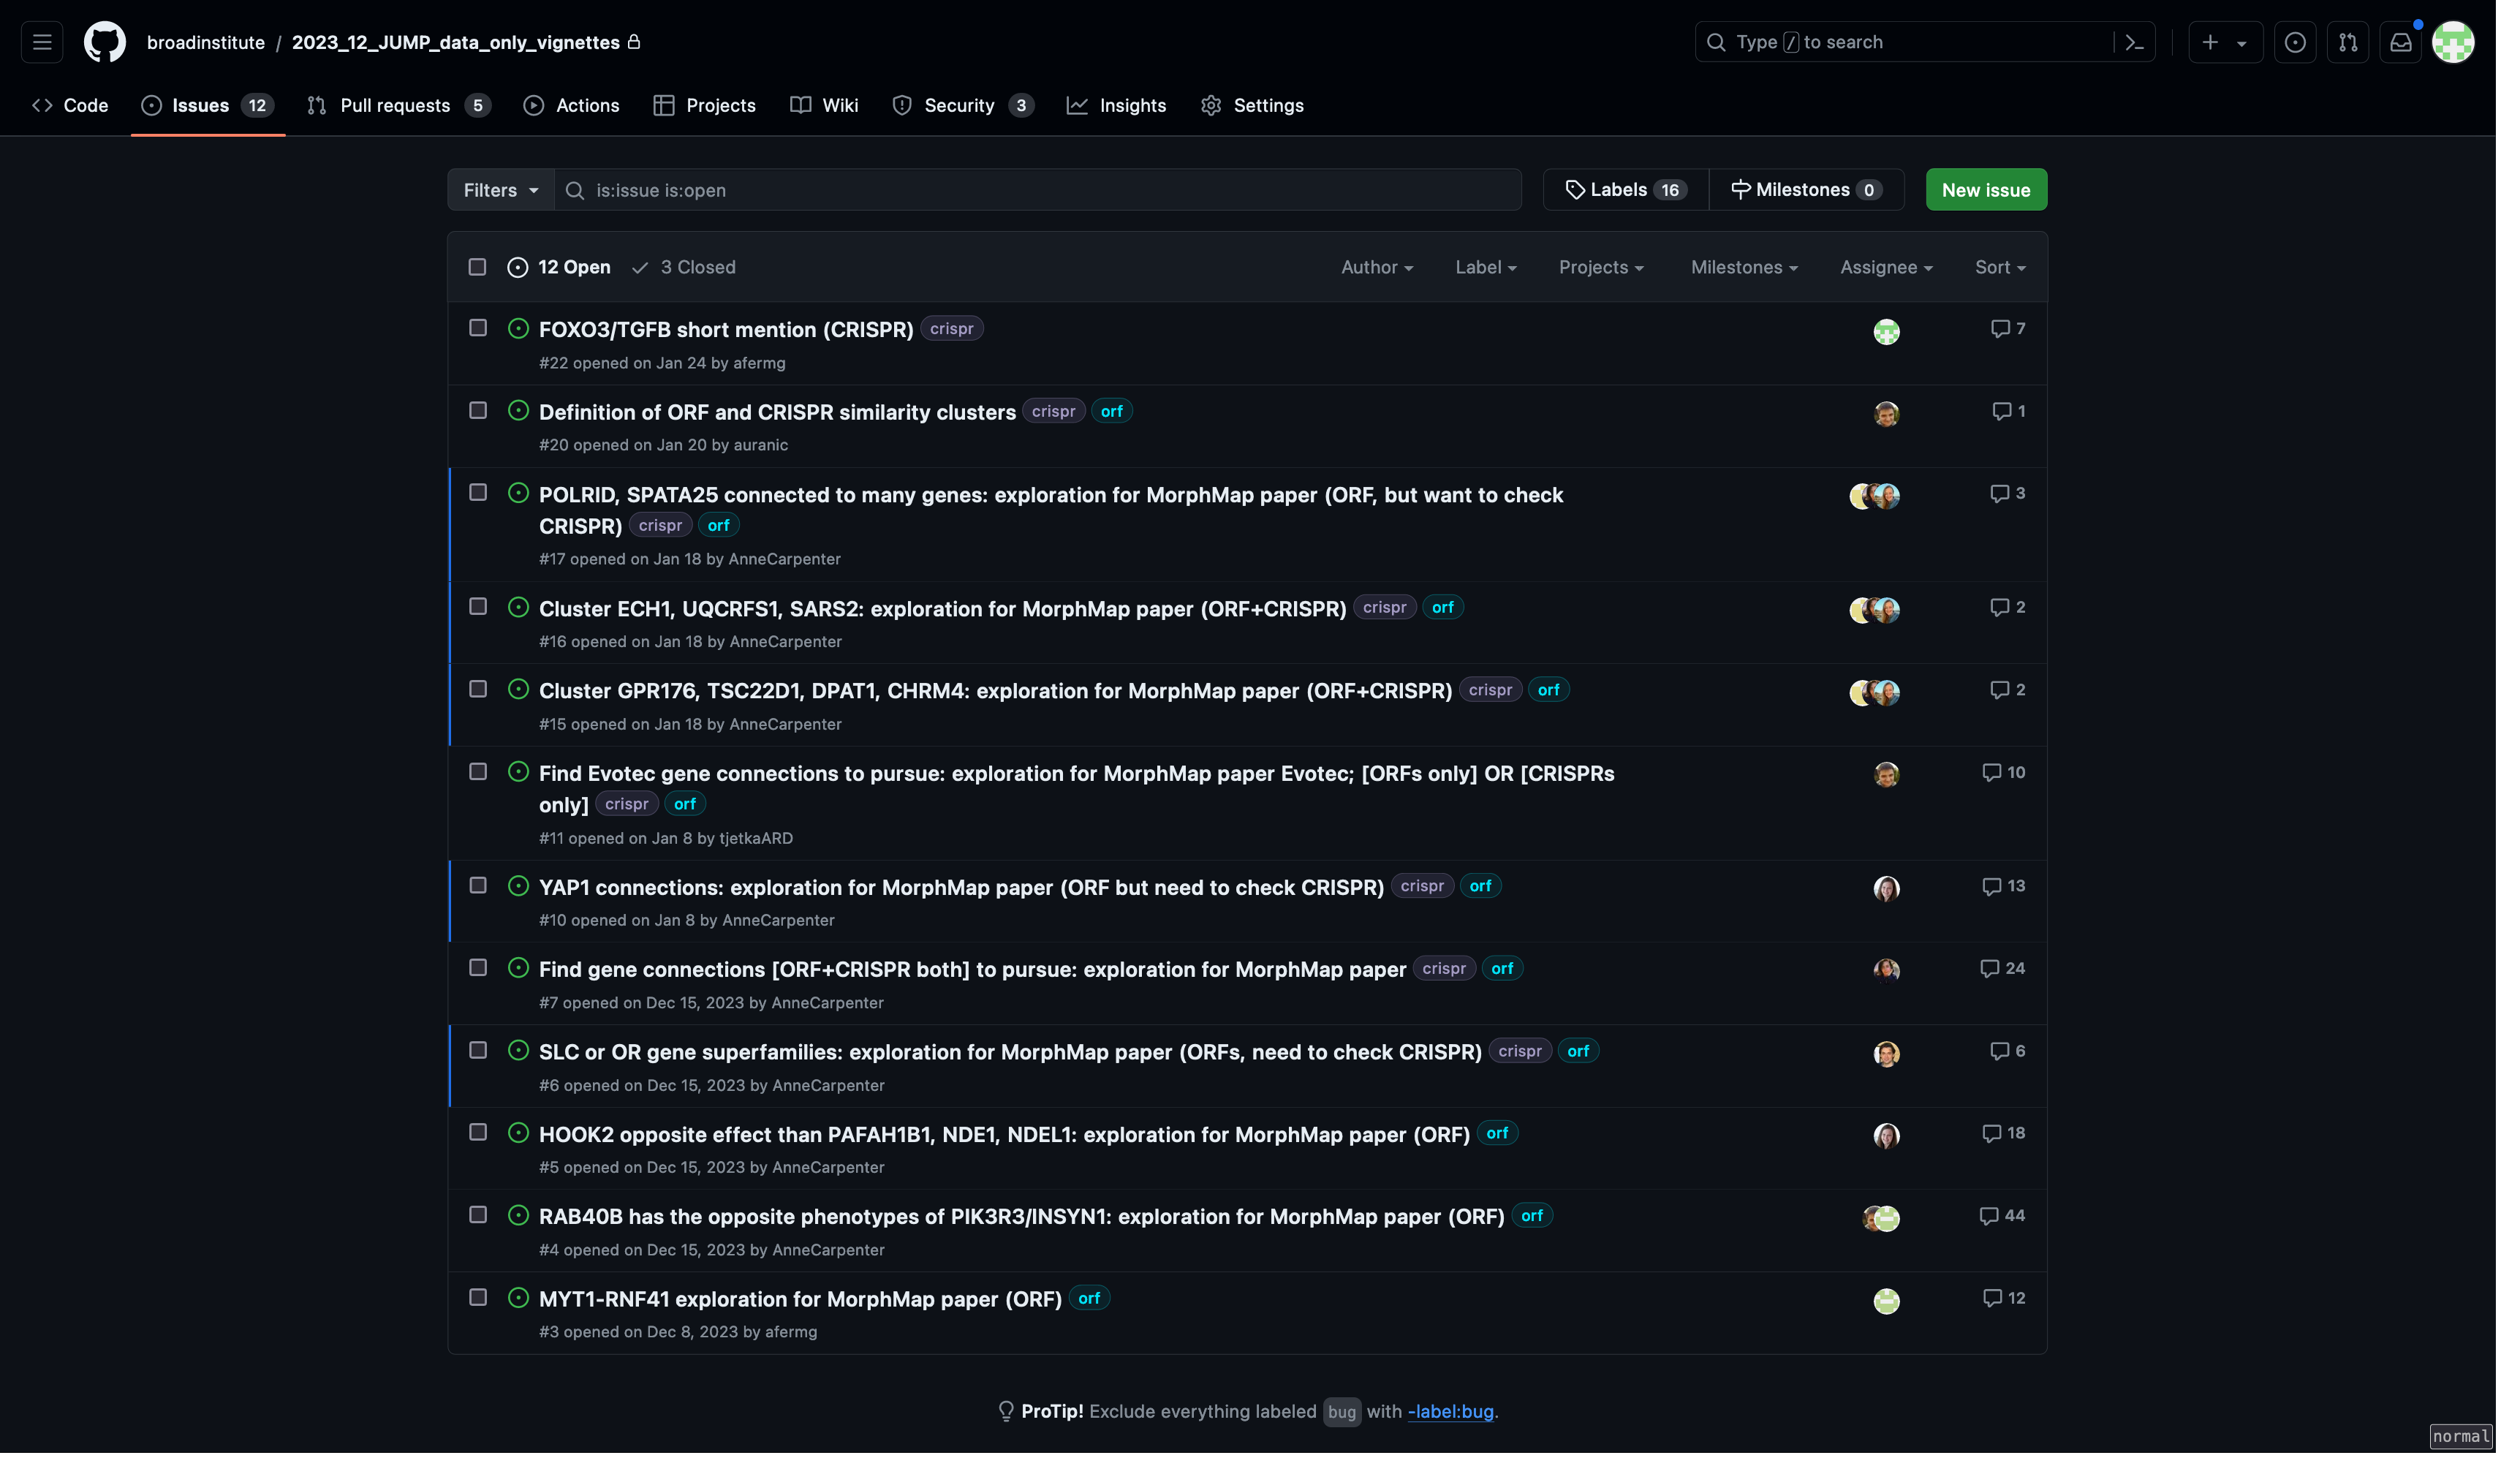 broadinstitute / 2023_12_JUMP_data_only_vignettes
Type / to search
Code
Issues 12
Pull requests 5
Actions
Projects
Wiki
Security 3
Insights
Settings
Filters
is:issue is:open
Labels 16
Milestones 0
New issue
12 Open
3 Closed
Author
Label
Projects
Milestones
Assignee
Sort
FOXO3/TGFB short mention (CRISPR) crispr
7
#22 opened on Jan 24 by afermg
Definition of ORF and CRISPR similarity clusters crispr orf
1
#20 opened on Jan 20 by auranic
POLRID, SPATA25 connected to many genes: exploration for MorphMap paper (ORF, but want to check
CRISPR) crispr orf
3
#17 opened on Jan 18 by AnneCarpenter
Cluster ECH1, UQCRFS1, SARS2: exploration for MorphMap paper (ORF+CRISPR) crispr orf
2
#16 opened on Jan 18 by AnneCarpenter
Cluster GPR176, TSC22D1, DPAT1, CHRM4: exploration for MorphMap paper (ORF+CRISPR) crispr orf
2
#15 opened on Jan 18 by AnneCarpenter
Find Evotec gene connections to pursue: exploration for MorphMap paper Evotec; [ORFs only] OR [CRISPRs
only] crispr orf
10
#11 opened on Jan 8 by tjetkaARD
YAP1 connections: exploration for MorphMap paper (ORF but need to check CRISPR) crispr orf
13
#10 opened on Jan 8 by AnneCarpenter
Find gene connections [ORF+CRISPR both] to pursue: exploration for MorphMap paper crispr orf
24
#7 opened on Dec 15, 2023 by AnneCarpenter
SLC or OR gene superfamilies: exploration for MorphMap paper (ORFs, need to check CRISPR) crispr orf
6
#6 opened on Dec 15, 2023 by AnneCarpenter
HOOK2 opposite effect than PAFAH1B1, NDE1, NDEL1: exploration for MorphMap paper (ORF) orf
18
#5 opened on Dec 15, 2023 by AnneCarpenter
RAB40B has the opposite phenotypes of PIK3R3/INSYN1: exploration for MorphMap paper (ORF) orf
44
#4 opened on Dec 15, 2023 by AnneCarpenter
MYT1-RNF41 exploration for MorphMap paper (ORF) orf
12
#3 opened on Dec 8, 2023 by afermg
ProTip! Exclude everything labeled bug with -label:bug.
normal